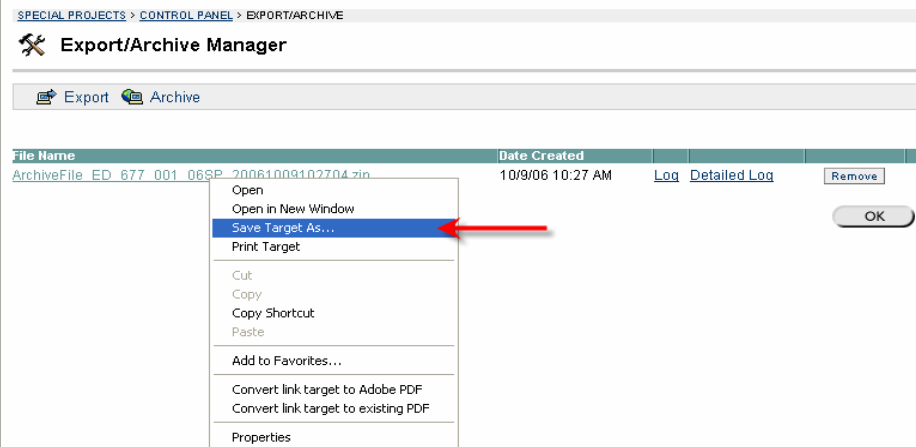 SPECIAL PROJECTS > CONTROL PANEL > EXPORT/ARCHIVE
Export/Archive Manager
Export Archive
File Name Date Created
ArchiveFile_ED_677_001_06SP_20061009102704.zip 10/9/06 10:27 AM Log Detailed Log Remove
OK
Open
Open in New Window
Save Target As...
Print Target
Cut
Copy
Copy Shortcut
Paste
Add to Favorites...
Convert link target to Adobe PDF
Convert link target to existing PDF
Properties